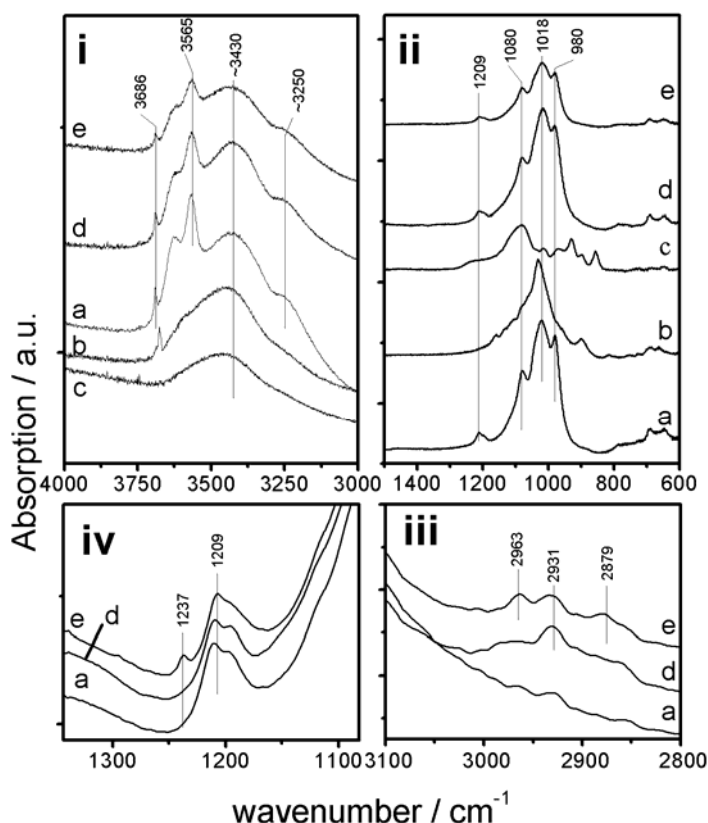 Absorption / a.u.
i
3686
3565
~3430
~3250
e
d
a
b
c
4000 3750 3500 3250 3000
ii
1209
1080
1018
980
e
d
c
b
a
1400 1200 1000 800 600
iv
1237
1209
e
d
a
1300 1200 1100
iii
2963
2931
2879
e
d
a
3100 3000 2900 2800
wavenumber / cm⁻¹